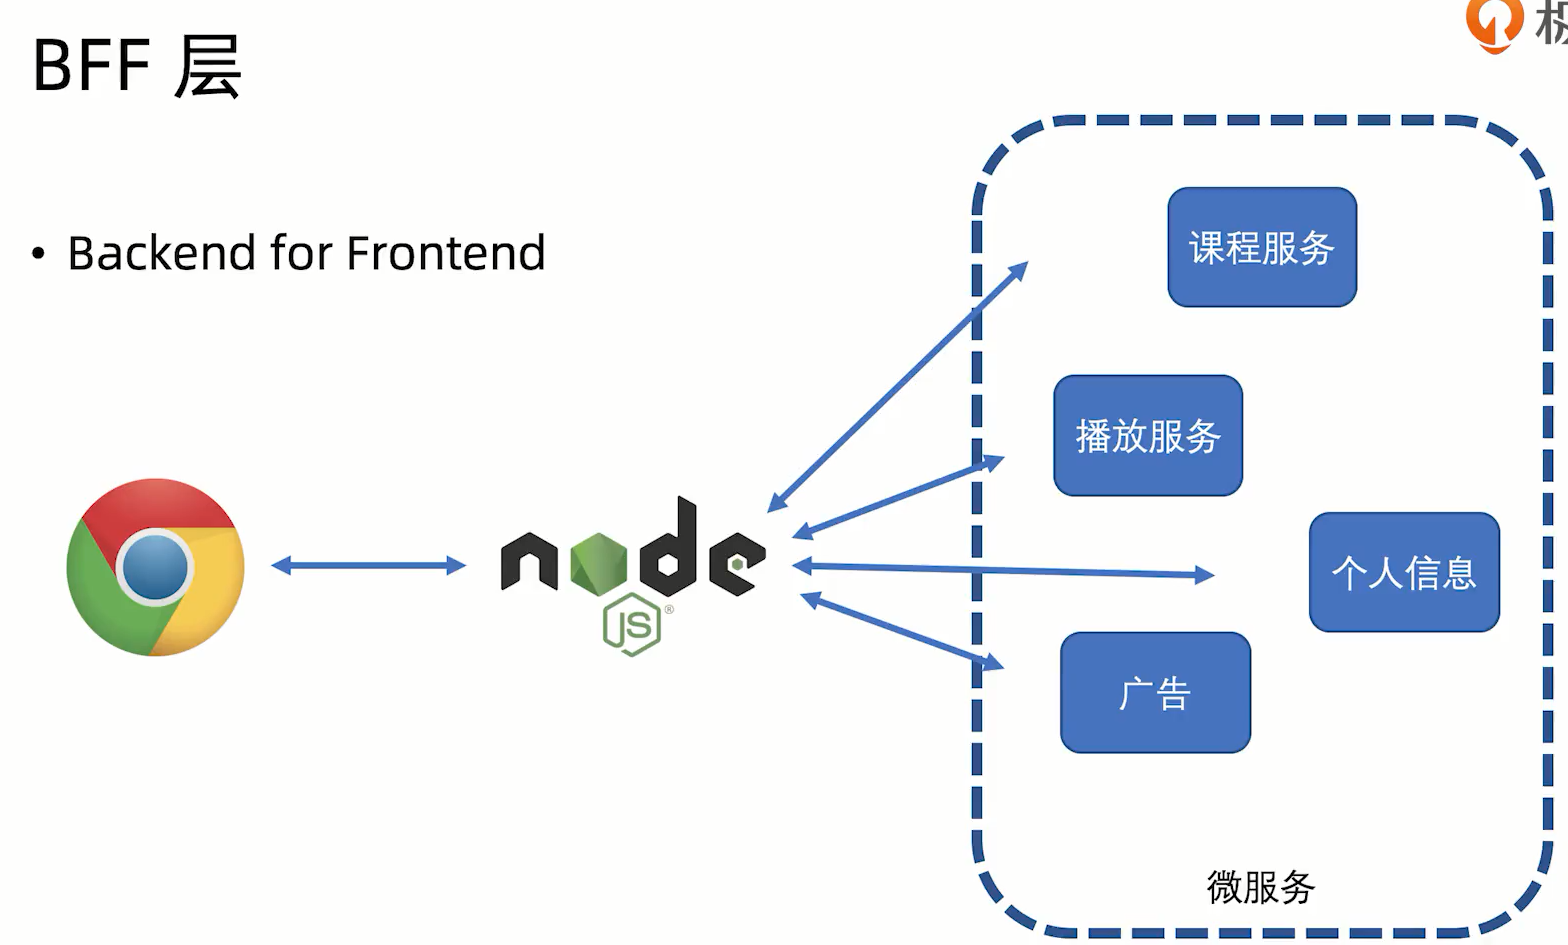 BFF 层
• Backend for Frontend
课程服务
播放服务
个人信息
广告
node
JS®
微服务